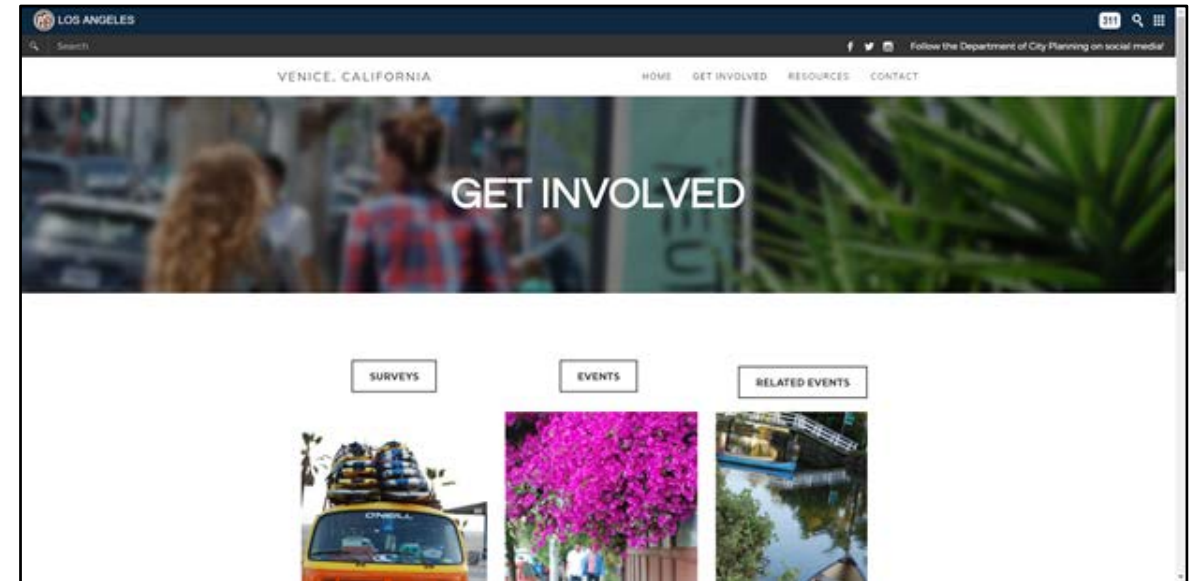 LOS ANGELES
311
Search
Follow the Department of City Planning on social media!
VENICE, CALIFORNIA
HOME GET INVOLVED RESOURCES CONTACT
GET INVOLVED
SURVEYS
EVENTS
RELATED EVENTS
O'NEILL